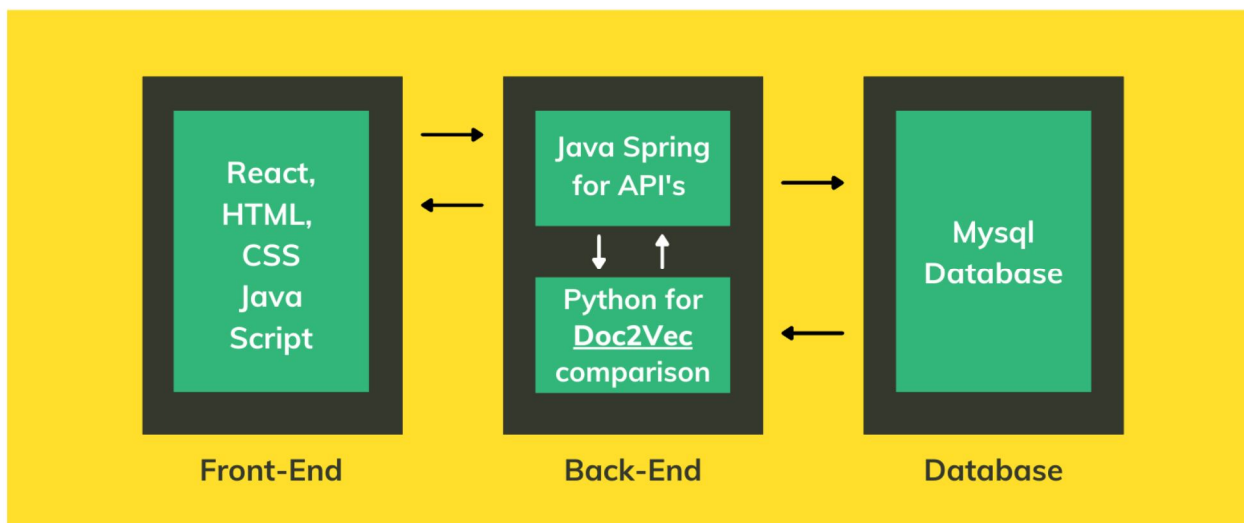 React,
HTML,
CSS
Java
Script
Front-End
Java Spring
for API's
Python for
Doc2Vec
comparison
Back-End
Mysql
Database
Database